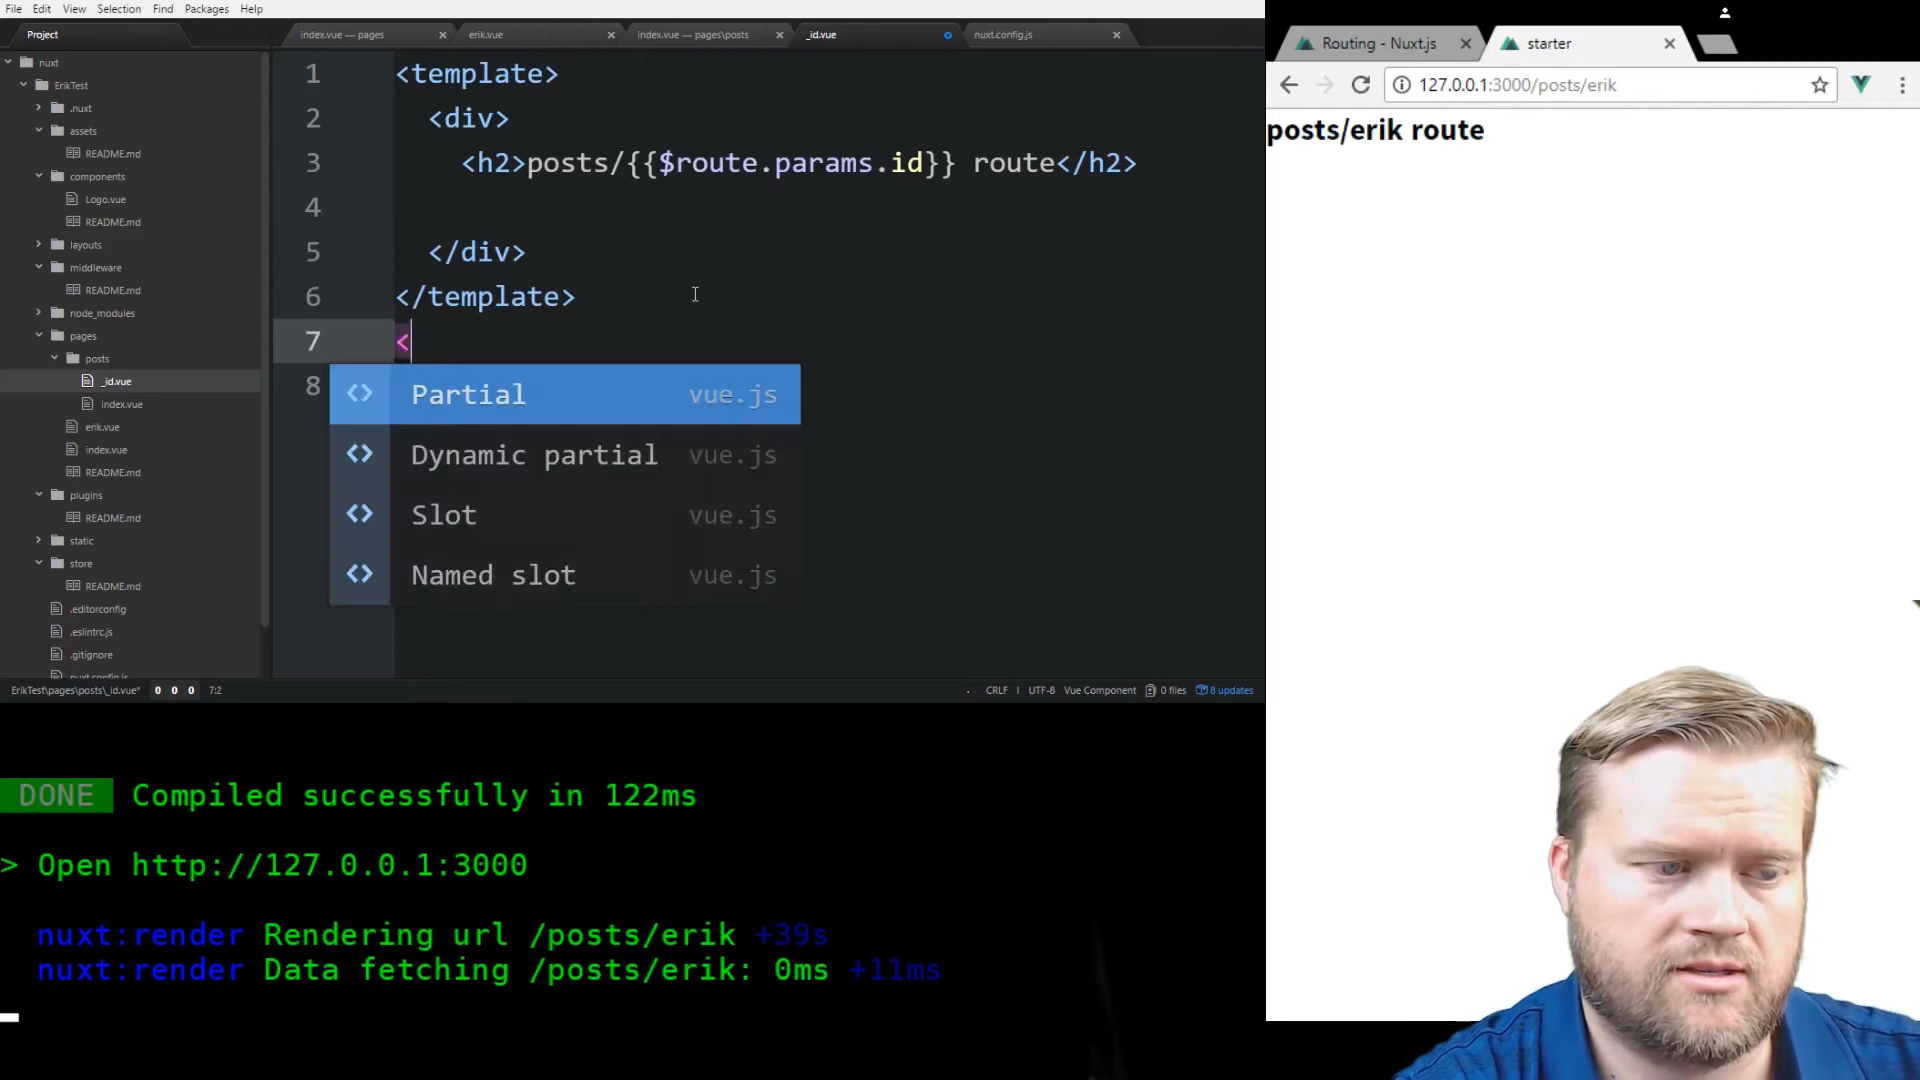 File Edit View Selection Find Packages Help
Project
nuxt
ErikTest
.nuxt
assets
README.md
components
Logo.vue
README.md
layouts
middleware
README.md
node_modules
pages
posts
_id.vue
index.vue
erik.vue
index.vue
README.md
plugins
README.md
static
store
README.md
.editorconfig
.eslintrc.js
.gitignore
nuxt.config.js
index.vue — pages
erik.vue
index.vue — pages\posts
_id.vue
nuxt.config.js
1 <template>
2 <div>
3 <h2>posts/{{$route.params.id}} route</h2>
4
5 </div>
6 </template>
7 <
8
Partial vue.js
Dynamic partial vue.js
Slot vue.js
Named slot vue.js
ErikTest\pages\posts\_id.vue* 0 0 0 7:2
CRLF UTF-8 Vue Component 0 files 8 updates
DONE Compiled successfully in 122ms
> Open http://127.0.0.1:3000
nuxt:render Rendering url /posts/erik +39s
nuxt:render Data fetching /posts/erik: 0ms +11ms
Routing - Nuxt.js
starter
127.0.0.1:3000/posts/erik
posts/erik route